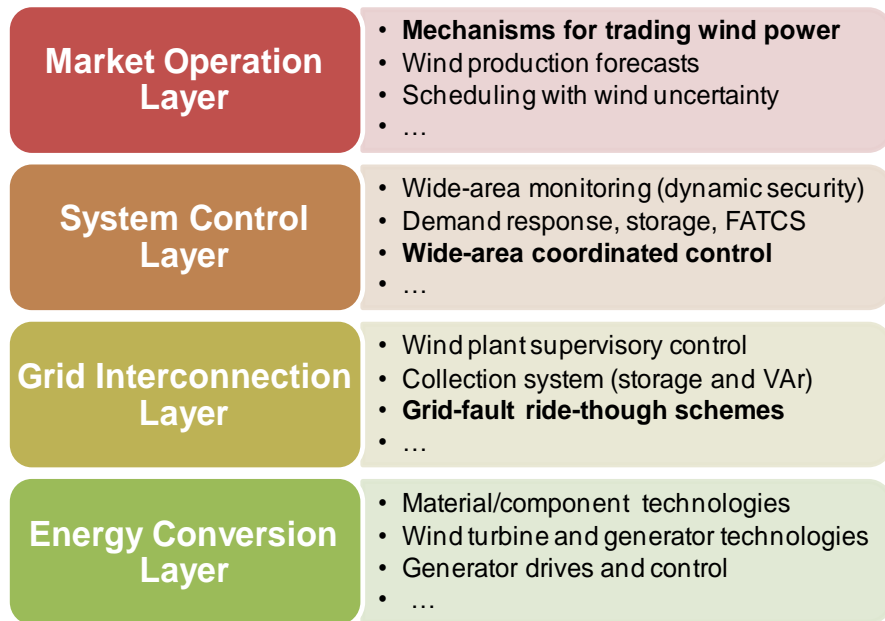 Market Operation
Layer
• Mechanisms for trading wind power
• Wind production forecasts
• Scheduling with wind uncertainty
• …
System Control
Layer
• Wide-area monitoring (dynamic security)
• Demand response, storage, FATCS
• Wide-area coordinated control
• …
Grid Interconnection
Layer
• Wind plant supervisory control
• Collection system (storage and VAr)
• Grid-fault ride-though schemes
• …
Energy Conversion
Layer
• Material/component technologies
• Wind turbine and generator technologies
• Generator drives and control
• …